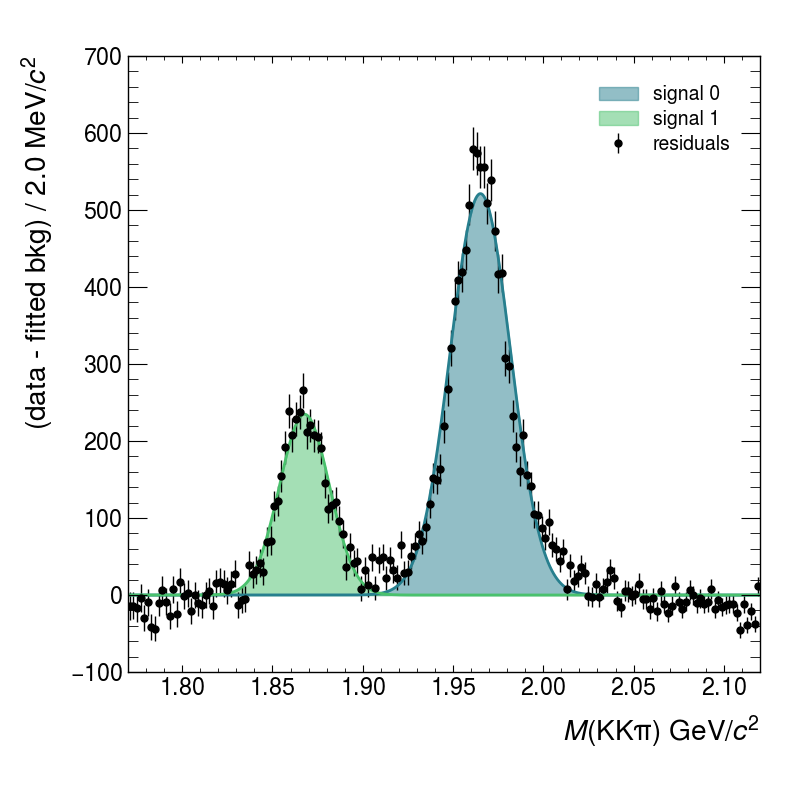 (data - fitted bkg) / 2.0 MeV/c²
700
600
500
400
300
200
100
0
−100
signal 0
signal 1
residuals
1.80 1.85 1.90 1.95 2.00 2.05 2.10
M(KKπ) GeV/c²